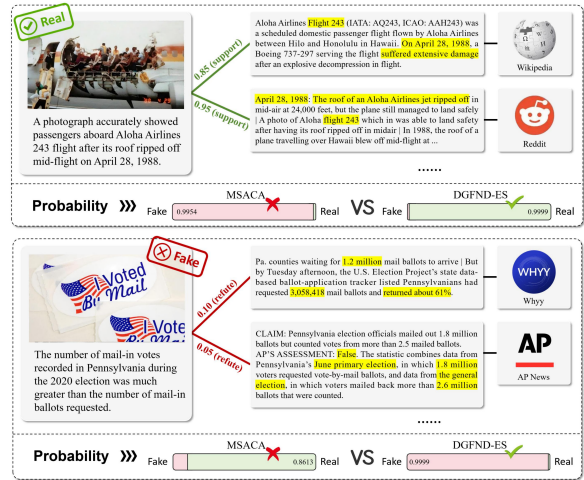 Real
A photograph accurately showed
passengers aboard Aloha Airlines
243 flight after its roof ripped off
mid-flight on April 28, 1988.
0.85 (support)
0.95 (support)
Aloha Airlines Flight 243 (IATA: AQ243, ICAO: AAH243) was
a scheduled domestic passenger flight flown by Aloha Airlines
between Hilo and Honolulu in Hawaii. On April 28, 1988, a
Boeing 737-297 serving the flight suffered extensive damage
after an explosive decompression in flight.
Wikipedia
April 28, 1988: The roof of an Aloha Airlines jet ripped off in
mid-air at 24,000 feet, but the plane still managed to land safely
| A photo of Aloha flight 243 which in was able to land safely
after having its roof ripped off in midair | In 1988, the roof of a
plane travelling over Hawaii blew off mid-flight at ...
Reddit
......
Probability
MSACA
Fake 0.9954 Real
VS
DGFND-ES
Fake 0.9999 Real
Fake
Voted
By Mail
I Vote
By Mai
The number of mail-in votes
recorded in Pennsylvania during
the 2020 election was much
greater than the number of mail-in
ballots requested.
0.10 (refute)
0.05 (refute)
Pa. counties waiting for 1.2 million mail ballots to arrive | But
by Tuesday afternoon, the U.S. Election Project's state data-
based ballot-application tracker listed Pennsylvanians had
requested 3,058,418 mail ballots and returned about 61%.
WHYY
Whyy
CLAIM: Pennsylvania election officials mailed out 1.8 million
ballots but counted votes from more than 2.5 mailed ballots.
AP'S ASSESSMENT: False. The statistic combines data from
Pennsylvania's June primary election, in which 1.8 million
voters requested vote-by-mail ballots, and data from the general
election, in which voters mailed back more than 2.6 million
ballots that were counted.
AP
AP News
......
Probability
MSACA
Fake 0.8613 Real
VS
DGFND-ES
Fake 0.9999 Real